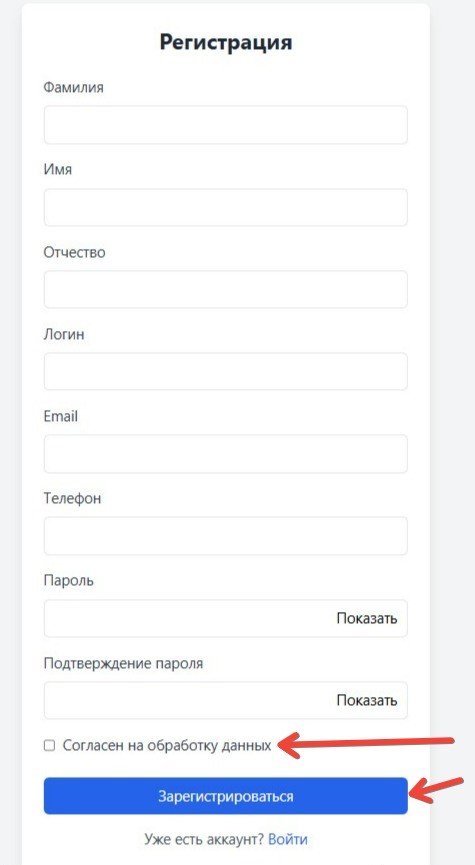 Регистрация
Фамилия
Имя
Отчество
Логин
Email
Телефон
Пароль
Показать
Подтверждение пароля
Показать
Согласен на обработку данных
Зарегистрироваться
Уже есть аккаунт? Войти